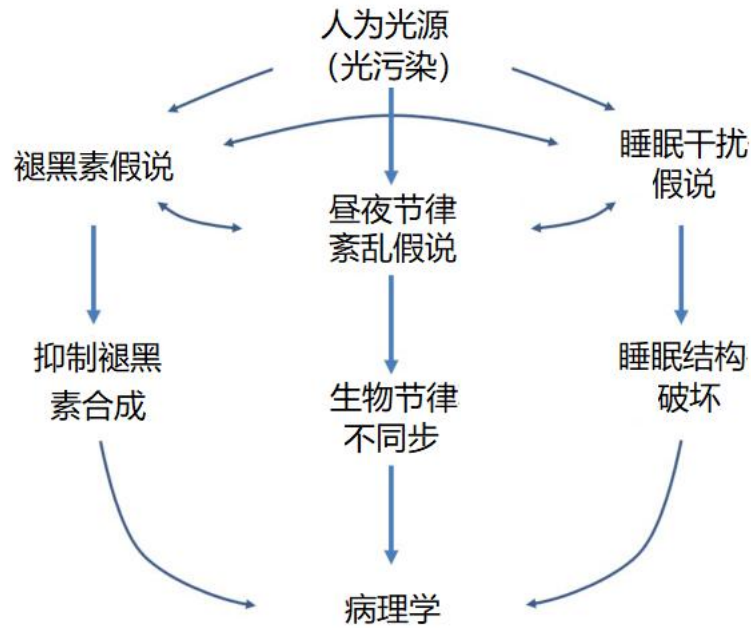 人为光源
（光污染）
褪黑素假说
睡眠干扰
假说
昼夜节律
紊乱假说
抑制褪黑
素合成
生物节律
不同步
睡眠结构
破坏
病理学